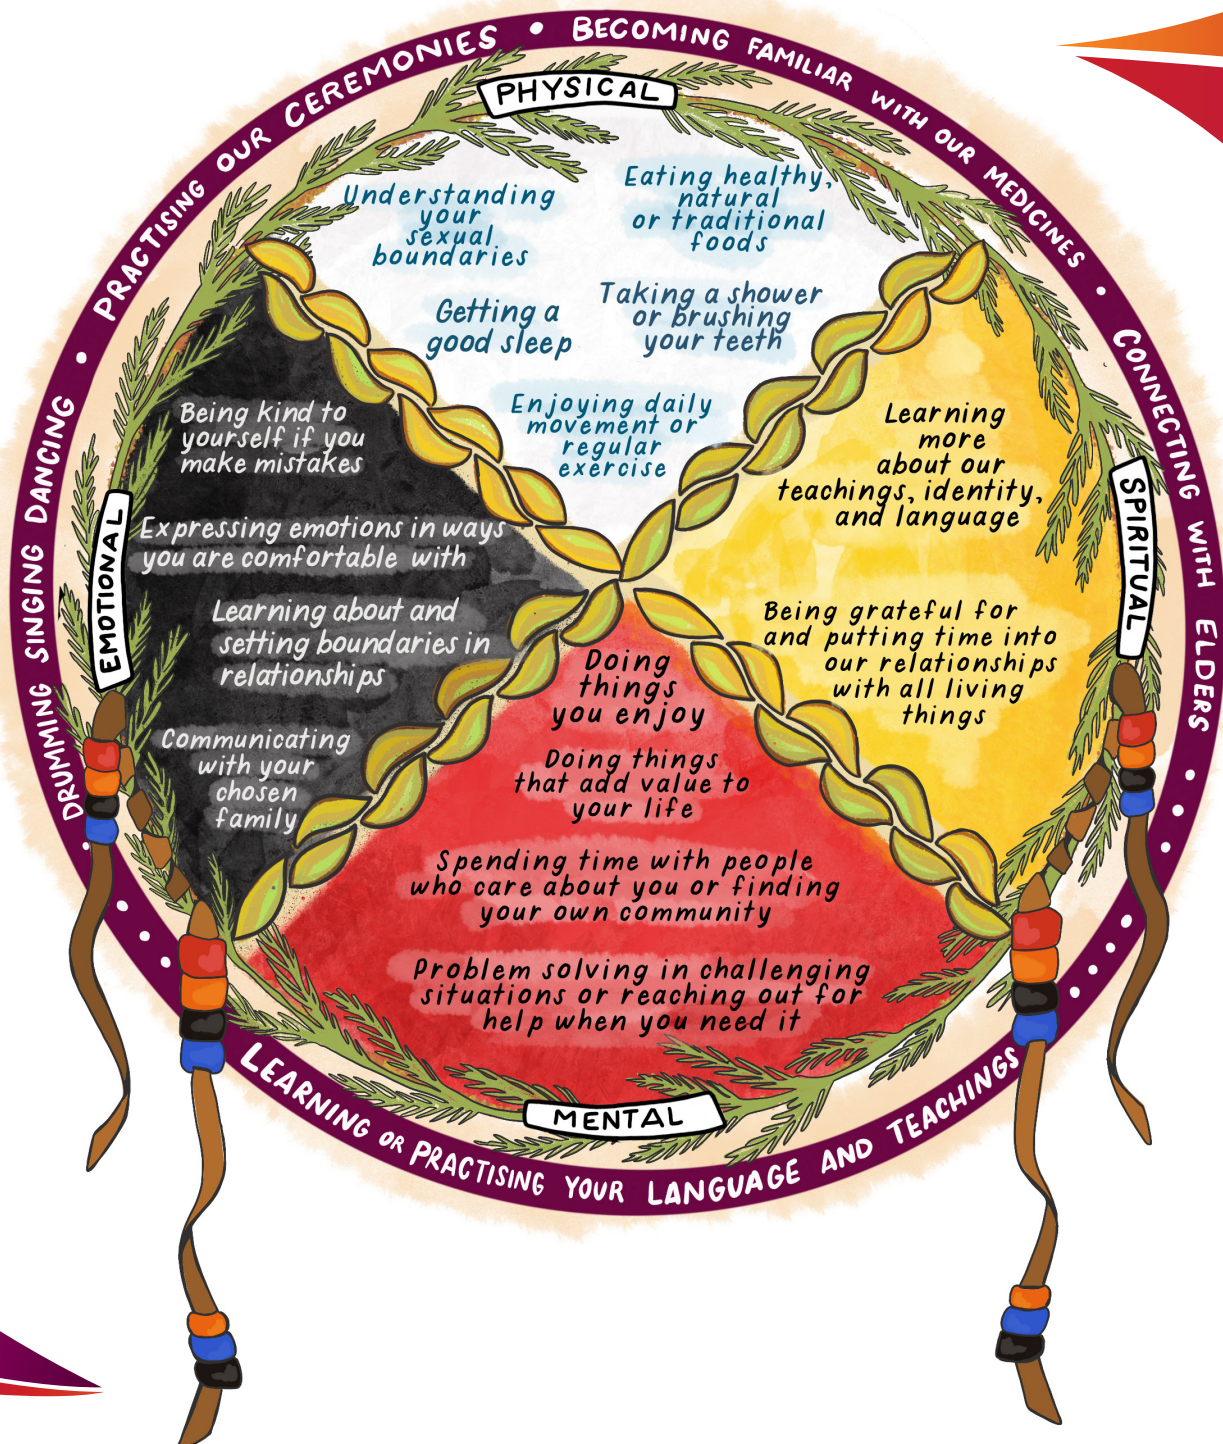 PRACTISING OUR CEREMONIES • BECOMING FAMILIAR WITH OUR MEDICINES • CONNECTING WITH ELDERS •
PHYSICAL
Understanding
your
sexual
boundaries
Eating healthy,
natural
or traditional
foods
Getting a
good sleep
Taking a shower
or brushing
your teeth
Enjoying daily
movement or
regular
exercise
EMOTIONAL
Being kind to
yourself if you
make mistakes
Expressing emotions in ways
you are comfortable with
Learning about and
setting boundaries in
relationships
Communicating
with your
chosen
family
SPIRITUAL
Learning
more
about our
teachings, identity,
and language
Being grateful for
and putting time into
our relationships
with all living
things
Doing
things
you enjoy
Doing things
that add value to
your life
Spending time with people
who care about you or finding
your own community
Problem solving in challenging
situations or reaching out for
help when you need it
MENTAL
LEARNING OR PRACTISING YOUR LANGUAGE AND TEACHINGS
DRUMMING SINGING DANCING •